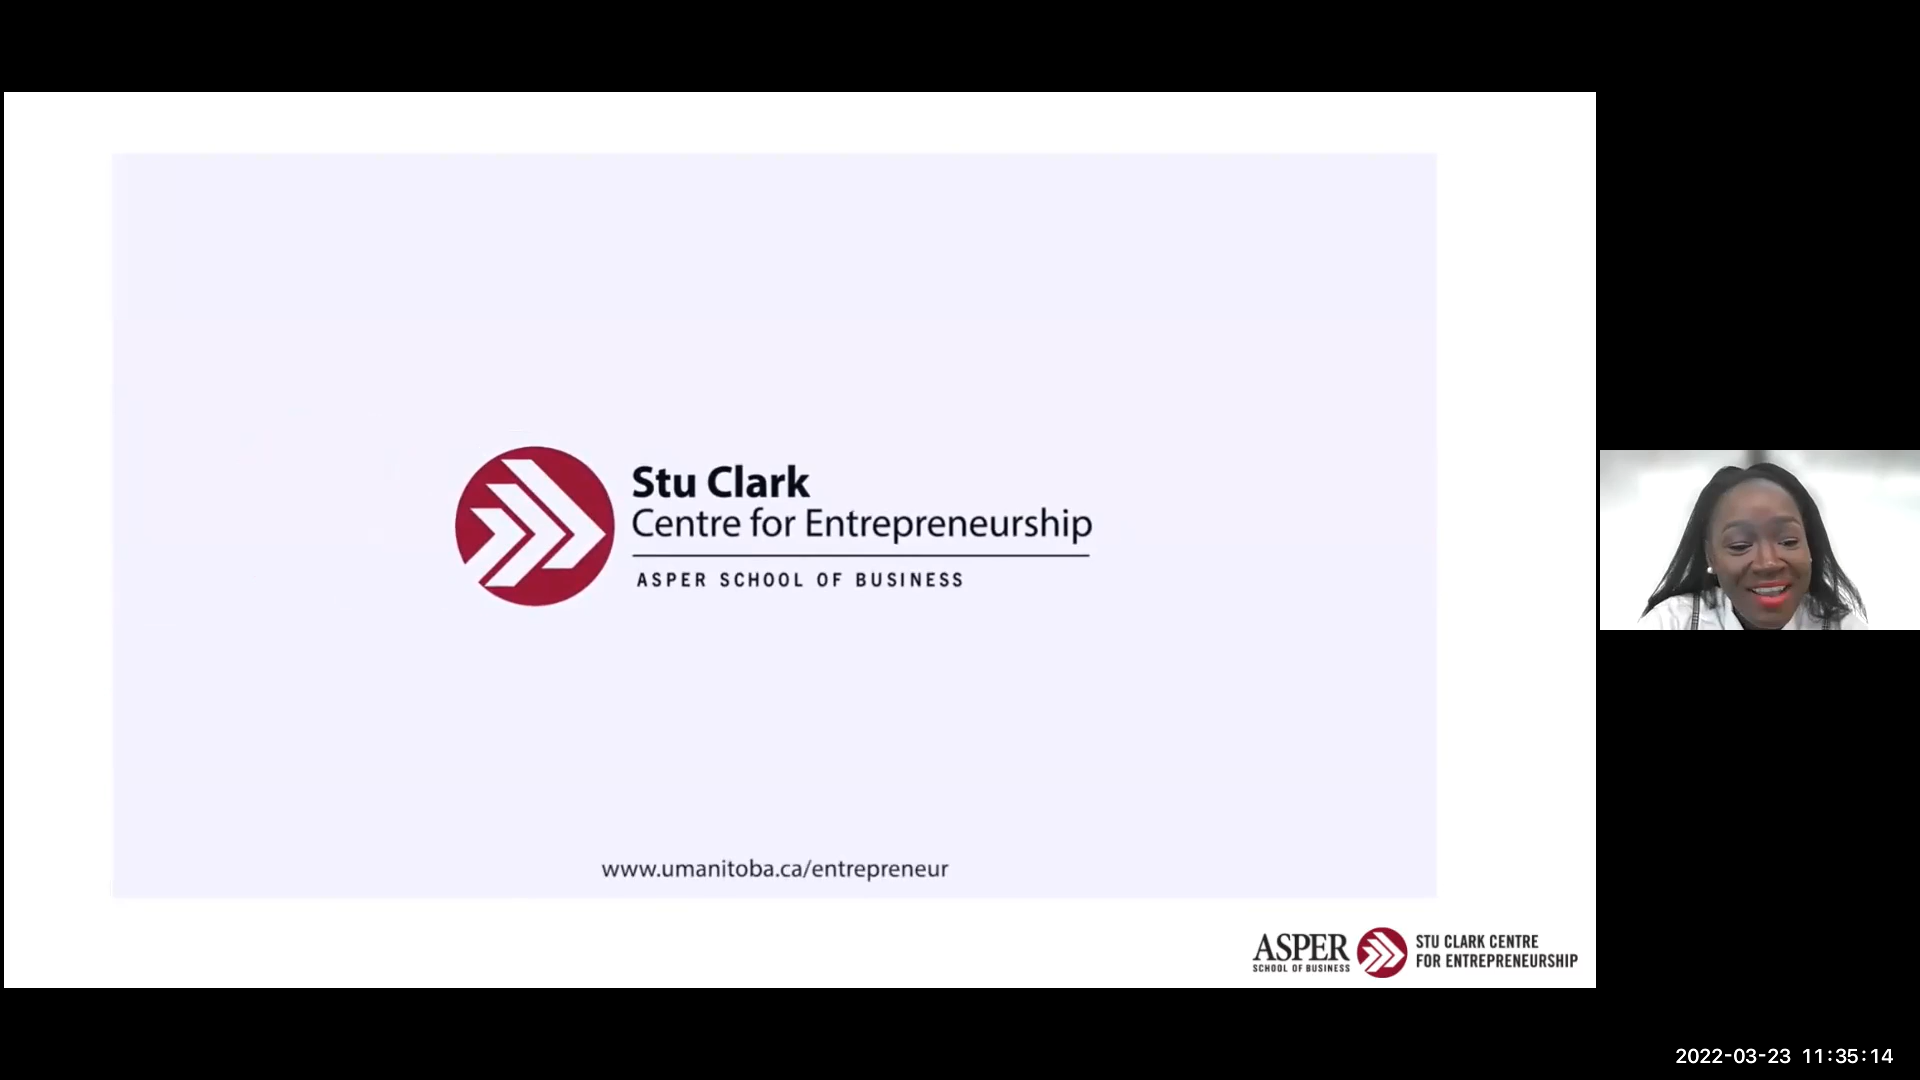 Stu Clark
Centre for Entrepreneurship
ASPER SCHOOL OF BUSINESS
www.umanitoba.ca/entrepreneur
ASPER
SCHOOL OF BUSINESS
STU CLARK CENTRE
FOR ENTREPRENEURSHIP
2022-03-23 11:35:14